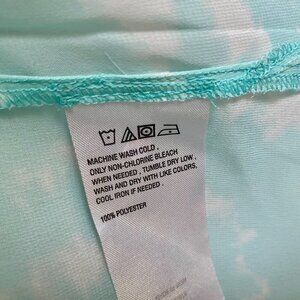 MACHINE WASH COLD,
ONLY NON-CHLORINE BLEACH
WHEN NEEDED, TUMBLE DRY LOW,
WASH AND DRY WITH LIKE COLORS,
COOL IRON IF NEEDED.
100% POLYESTER